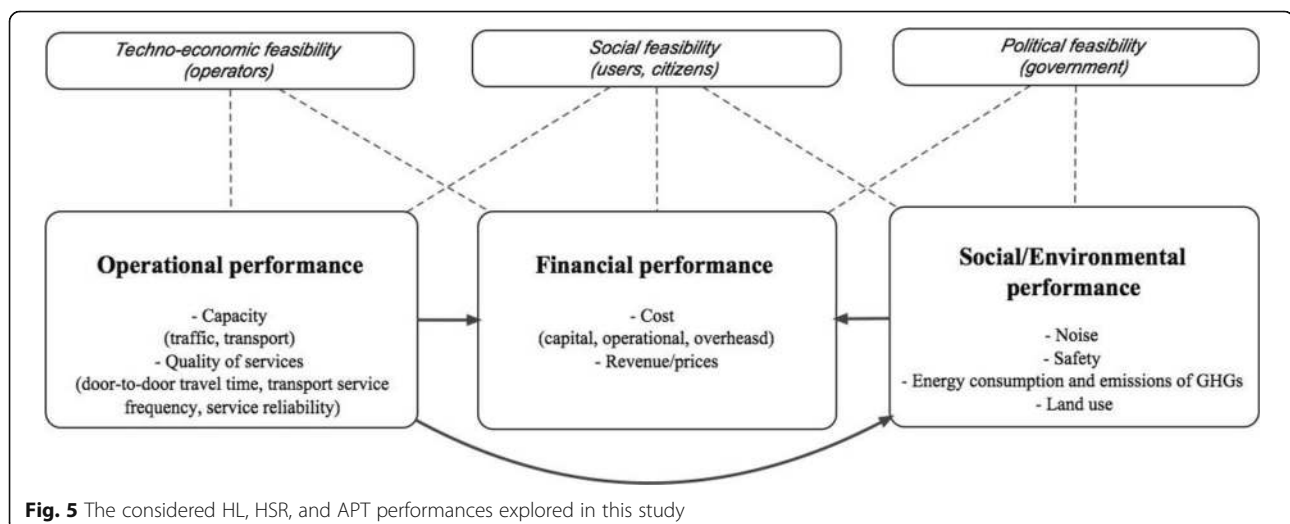 Techno-economic feasibility
(operators)
Social feasibility
(users, citizens)
Political feasibility
(government)
Operational performance
- Capacity
(traffic, transport)
- Quality of services
(door-to-door travel time, transport service
frequency, service reliability)
Financial performance
- Cost
(capital, operational, overheasd)
- Revenue/prices
Social/Environmental
performance
- Noise
- Safety
- Energy consumption and emissions of GHGs
- Land use
Fig. 5 The considered HL, HSR, and APT performances explored in this study